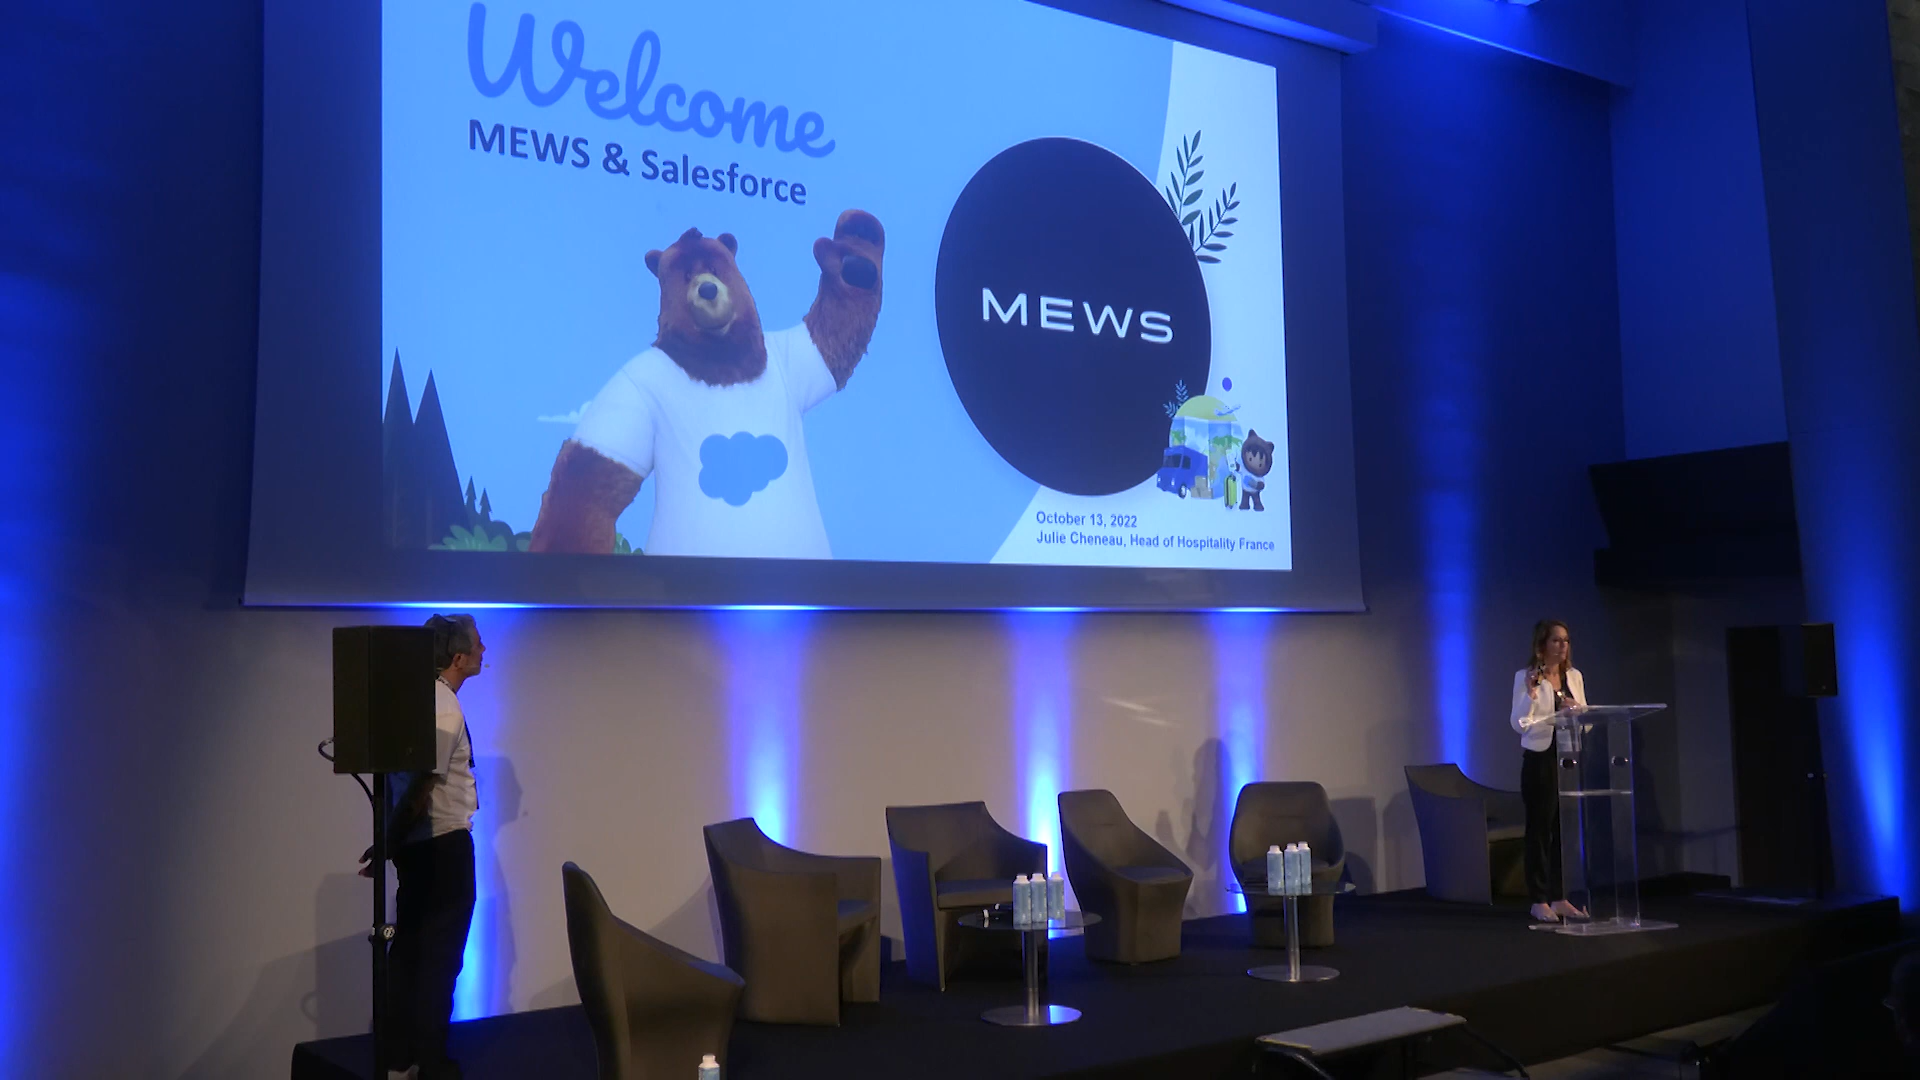 Welcome
MEWS & Salesforce
MEWS
October 13, 2022
Julie Cheneau, Head of Hospitality France